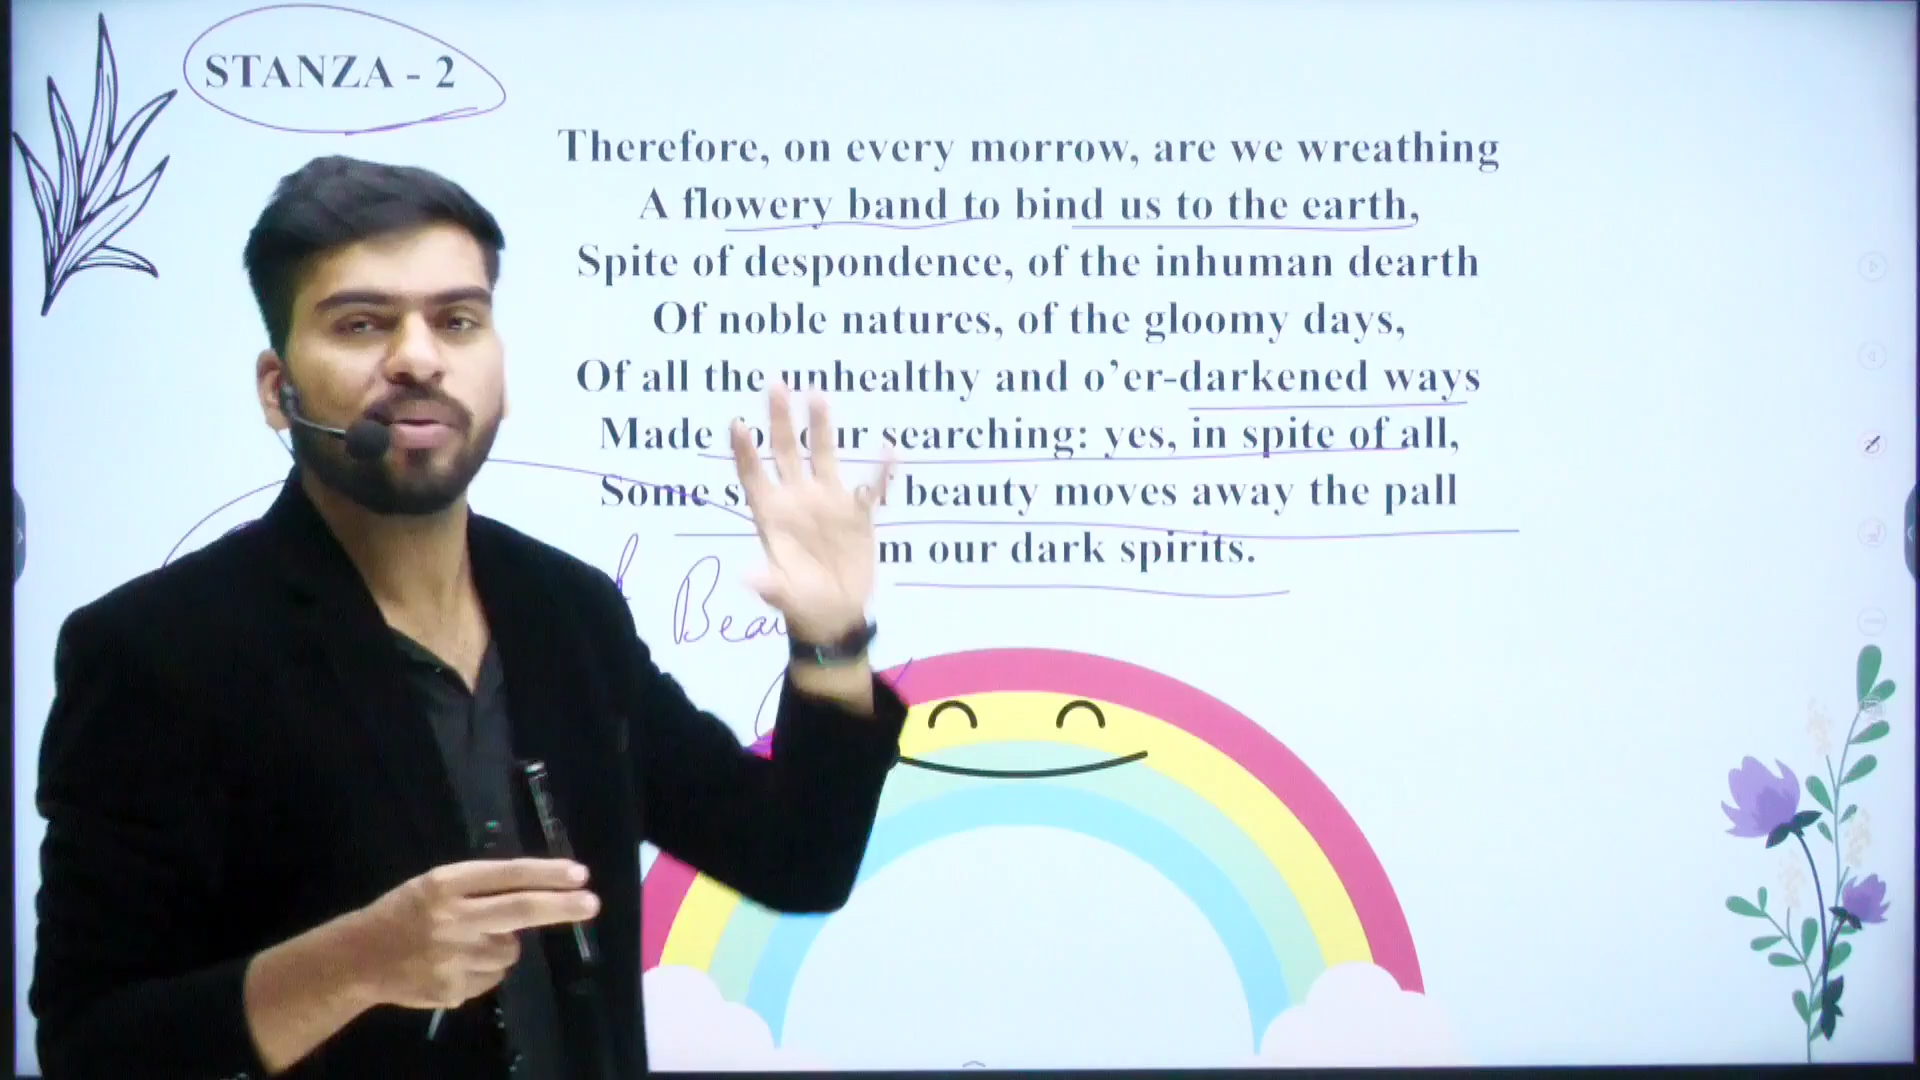 STANZA - 2
Therefore, on every morrow, are we wreathing
A flowery band to bind us to the earth,
Spite of despondence, of the inhuman dearth
Of noble natures, of the gloomy days,
Of all the unhealthy and o’er-darkened ways
Made our searching: yes, in spite of all,
Some of beauty moves away the pall
our dark spirits.